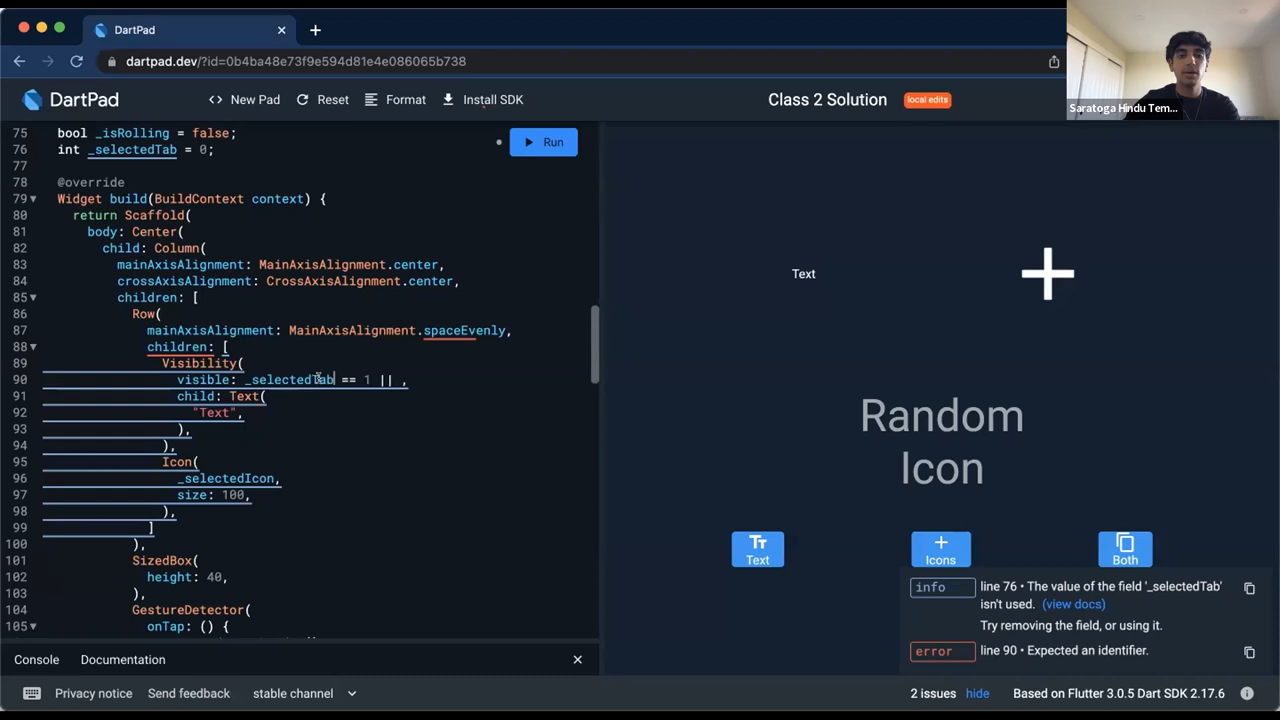 DartPad
dartpad.dev/?id=0b4ba48e73f9e594d81e4e086065b738
DartPad
New Pad
Reset
Format
Install SDK
Class 2 Solution
local edits
Saratoga Hindu Tem...
75 bool _isRolling = false;
76 int _selectedTab = 0;
Run
77
78 @override
79 Widget build(BuildContext context) {
80 return Scaffold(
81 body: Center(
82 child: Column(
83 mainAxisAlignment: MainAxisAlignment.center,
84 crossAxisAlignment: CrossAxisAlignment.center,
85 children: [
86 Row(
87 mainAxisAlignment: MainAxisAlignment.spaceEvenly,
88 children: [
89 Visibility(
90 visible: _selectedTab == 1 || ,
91 child: Text(
92 "Text",
93 ),
94 ),
95 Icon(
96 _selectedIcon,
97 size: 100,
98 ),
99 ]
100 ),
101 SizedBox(
102 height: 40,
103 ),
104 GestureDetector(
105 onTap: () {
Text
Random
Icon
Text
Icons
Both
info line 76 • The value of the field '_selectedTab'
isn't used. (view docs)
Try removing the field, or using it.
error line 90 • Expected an identifier.
Console
Documentation
Privacy notice
Send feedback
stable channel
2 issues
hide
Based on Flutter 3.0.5 Dart SDK 2.17.6